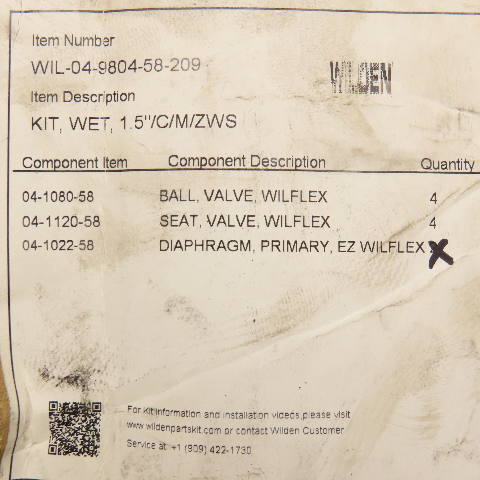 Item Number
WIL-04-9804-58-209
WILDEN
Item Description
KIT, WET, 1.5"/C/M/ZWS
Component Item Component Description Quantity
04-1080-58 BALL, VALVE, WILFLEX 4
04-1120-58 SEAT, VALVE, WILFLEX 4
04-1022-58 DIAPHRAGM, PRIMARY, EZ WILFLEX
For Kit information and installation videos,please visit
www.wildenpartskit.com or contact Wilden Customer
Service at +1 (909) 422-1730